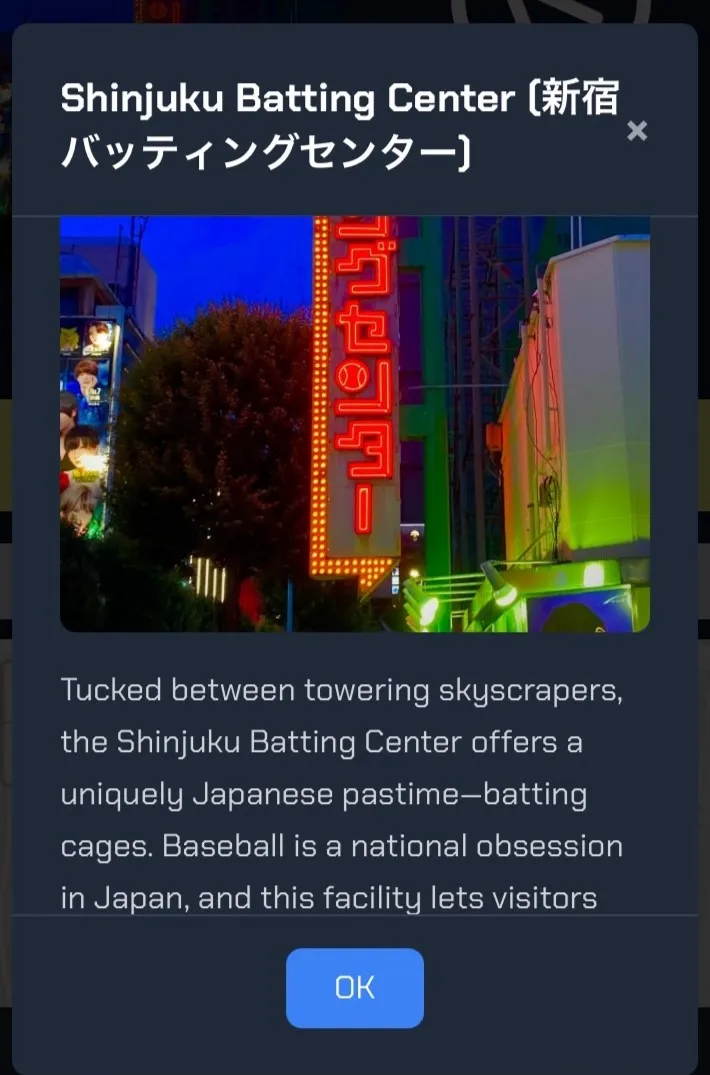 Shinjuku Batting Center (新宿
バッティングセンター)
×
ングセンター
Tucked between towering skyscrapers,
the Shinjuku Batting Center offers a
uniquely Japanese pastime—batting
cages. Baseball is a national obsession
in Japan, and this facility lets visitors
OK